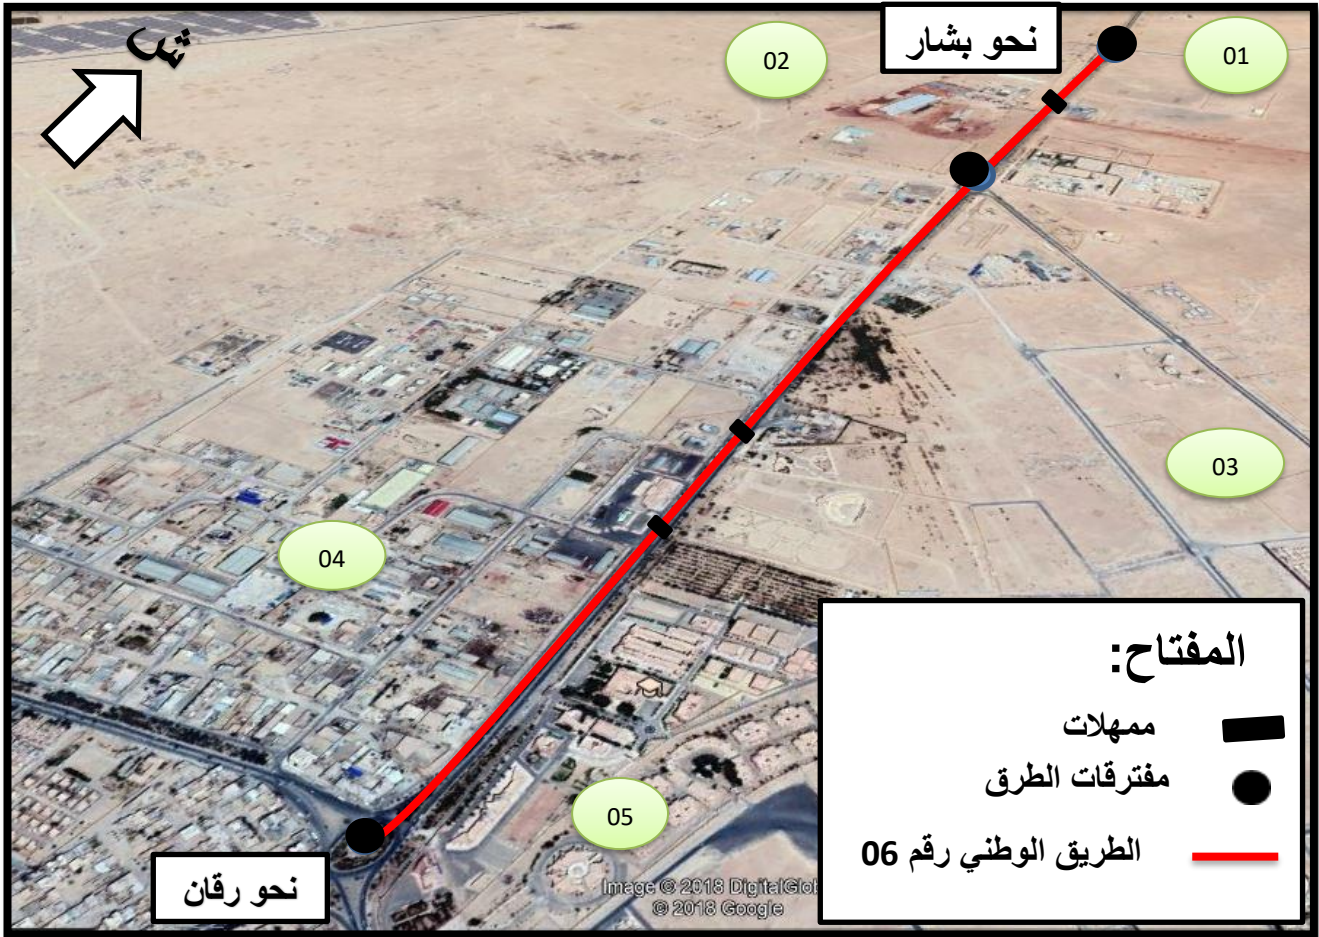 ش
02
نحو بشار
01
03
04
05
نحو رقان
المفتاح:
ممهلات
مفترقات الطرق
الطريق الوطني رقم 06
Image © 2018 DigitalGlob
© 2018 Google